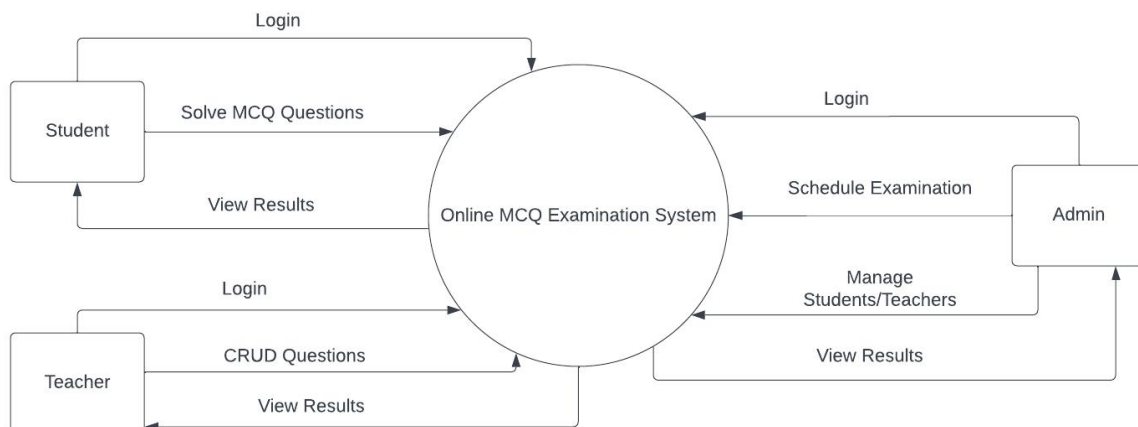 Login
Student
Solve MCQ Questions
View Results
Login
Teacher
CRUD Questions
View Results
Online MCQ Examination System
Login
Schedule Examination
Admin
Manage
Students/Teachers
View Results